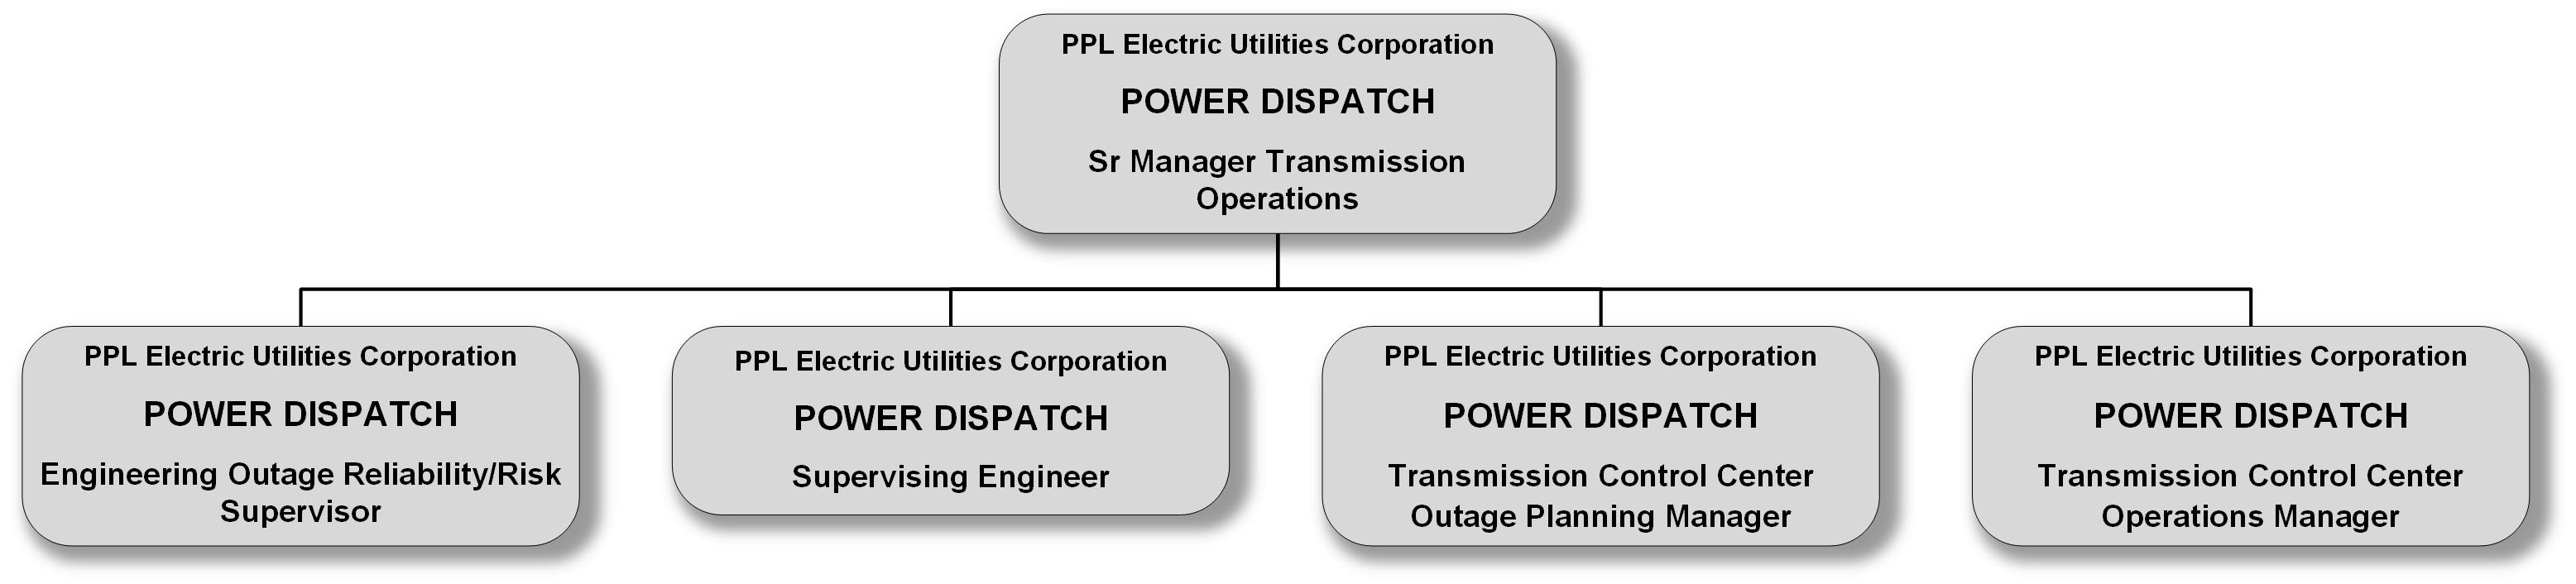 PPL Electric Utilities Corporation
POWER DISPATCH
Sr Manager Transmission
Operations
PPL Electric Utilities Corporation
POWER DISPATCH
Engineering Outage Reliability/Risk
Supervisor
PPL Electric Utilities Corporation
POWER DISPATCH
Supervising Engineer
PPL Electric Utilities Corporation
POWER DISPATCH
Transmission Control Center
Outage Planning Manager
PPL Electric Utilities Corporation
POWER DISPATCH
Transmission Control Center
Operations Manager